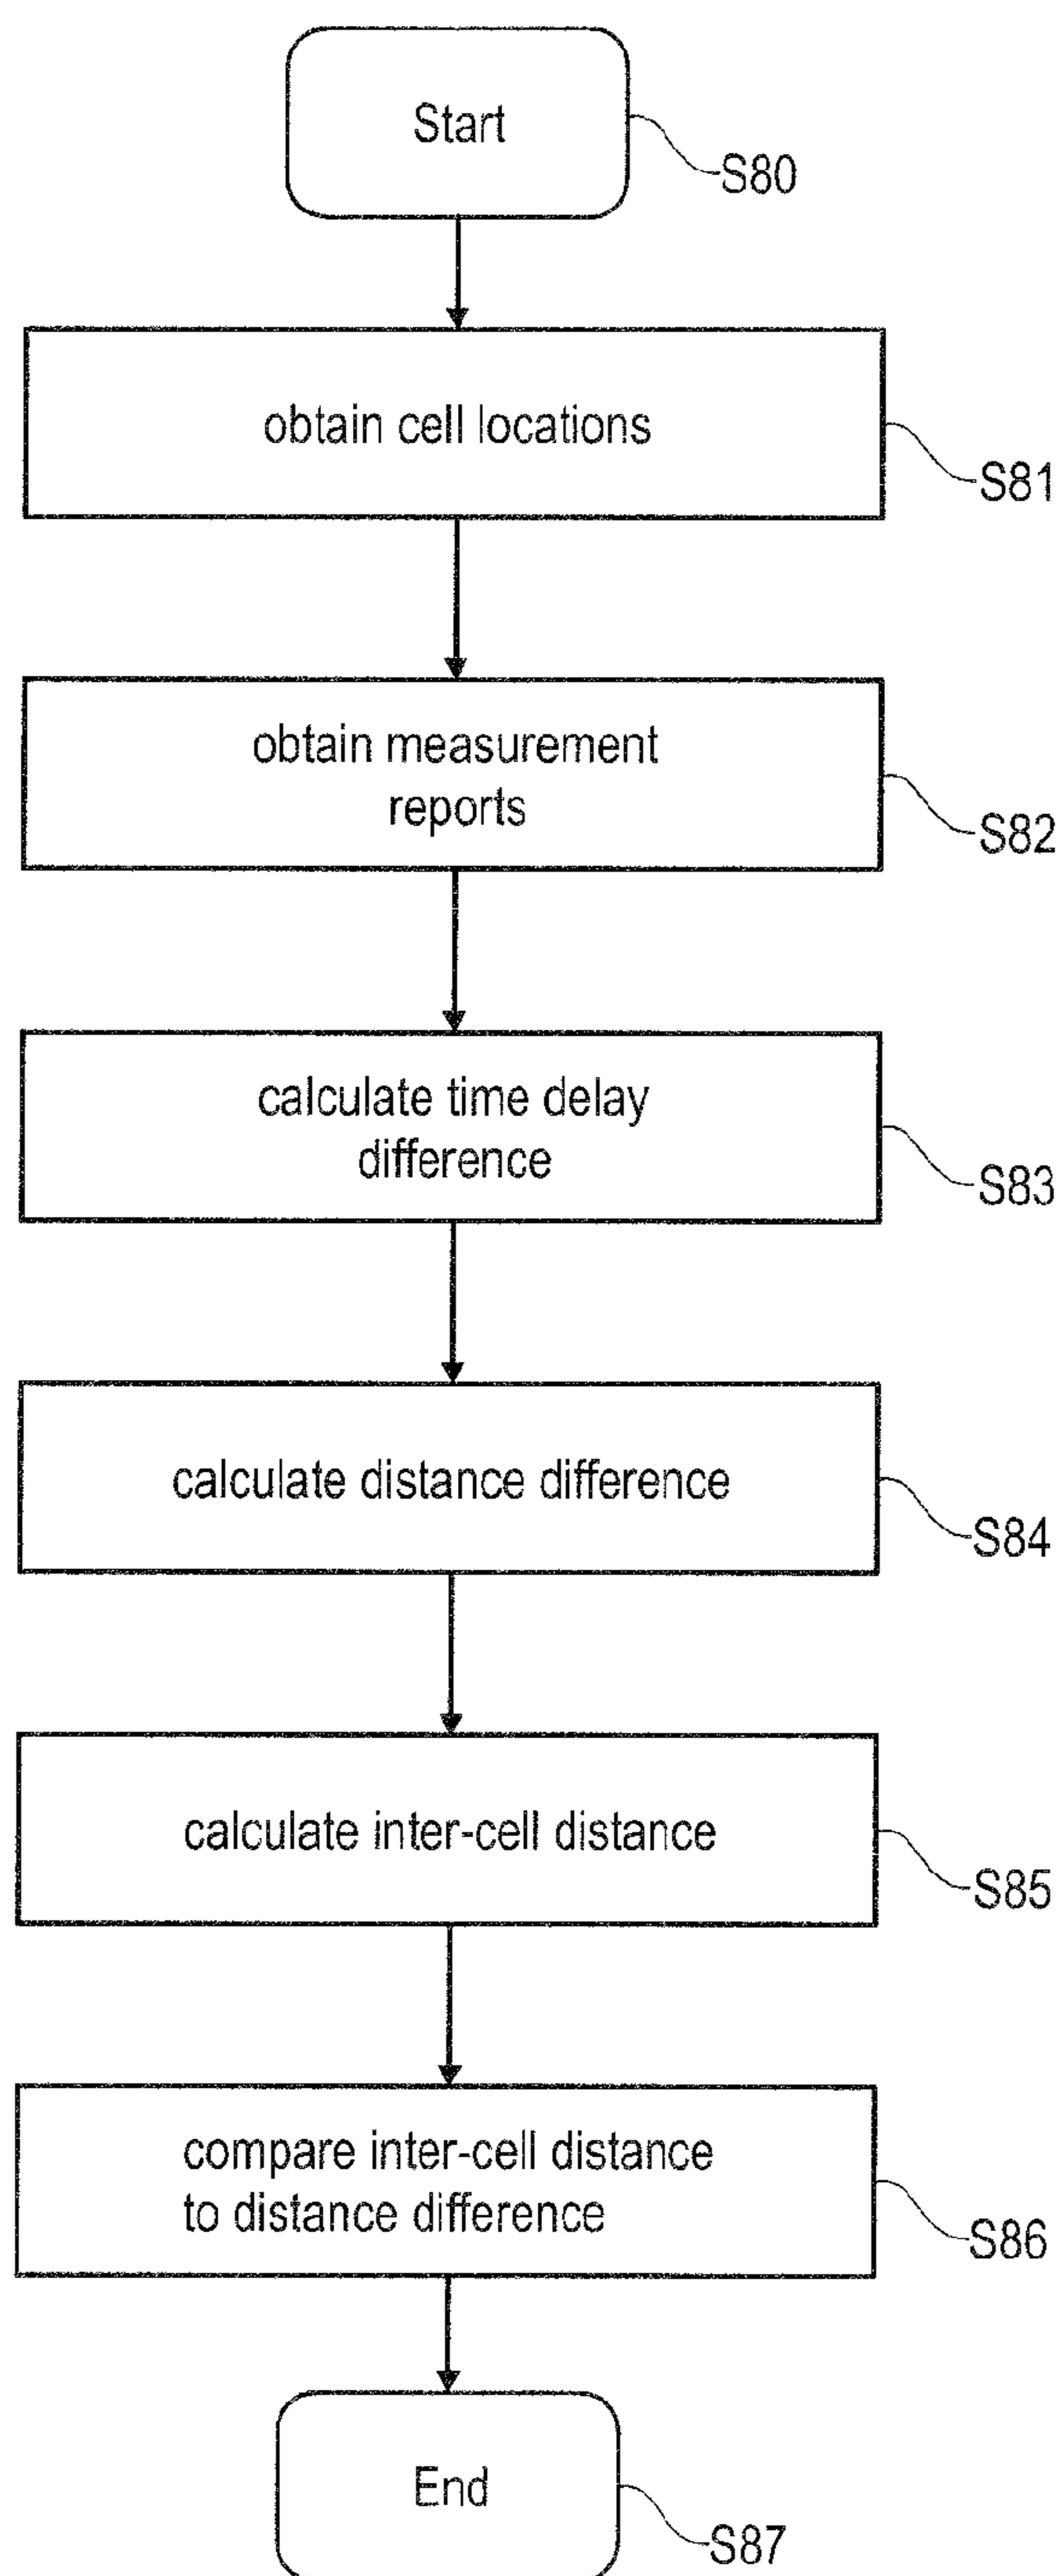 Start
S80
obtain cell locations
S81
obtain measurement
reports
S82
calculate time delay
difference
S83
calculate distance difference
S84
calculate inter-cell distance
S85
compare inter-cell distance
to distance difference
S86
End
S87